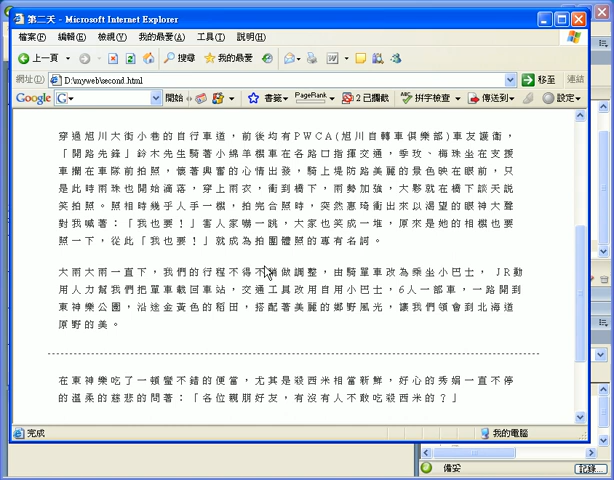 第二天 - Microsoft Internet Explorer
檔案(F) 編輯(E) 檢視(V) 我的最愛(A) 工具(T) 說明(H)
上一頁 搜尋 我的最愛
網址(D) D:\myweb\second.html 移至 連結
Google G 開始 書籤 PageRank 2已攔 拼字檢查 傳送到 設定
穿過旭川大街小巷的自行車道，前後均有PWCA(旭川自轉車俱樂部)車友護衛，
「開路先鋒」鈴木先生騎著小綿羊機車在各路口指揮交通，季玫、梅珠坐在支援
車攔在車隊前拍照，懷著興奮的心情出發，騎上堤防路美麗的景色映在眼前，只
是此時雨珠也開始滴落，穿上雨衣，衝到橋下，雨勢加強，大夥就在橋下談天說
笑拍照。照相時幾乎人手一機，拍完合照時，突然惠琦衝出來以渴望的眼神大聲
對我喊著：「我也要！」害人家嚇一跳，大家也笑成一堆，原來是她的相機也要
照一下，從此「我也要！」就成為拍團體照的專有名詞。
大雨大雨一直下，我們的行程不得不稍做調整，由騎單車改為乘坐小巴士， JR動
用人力幫我們把單車載回車站，交通工具改用自用小巴士，6人一部車，一路開到
東神樂公園，沿途金黃色的稻田，搭配著美麗的鄉野風光，讓我們領會到北海道
原野的美。
在東神樂吃了一頓蠻不錯的便當，尤其是殺西米相當新鮮，好心的秀娟一直不停
的溫柔的慈悲的問著：「各位親朋好友，有沒有人不敢吃殺西米的？」
完成 我的電腦
備妥 記錄...